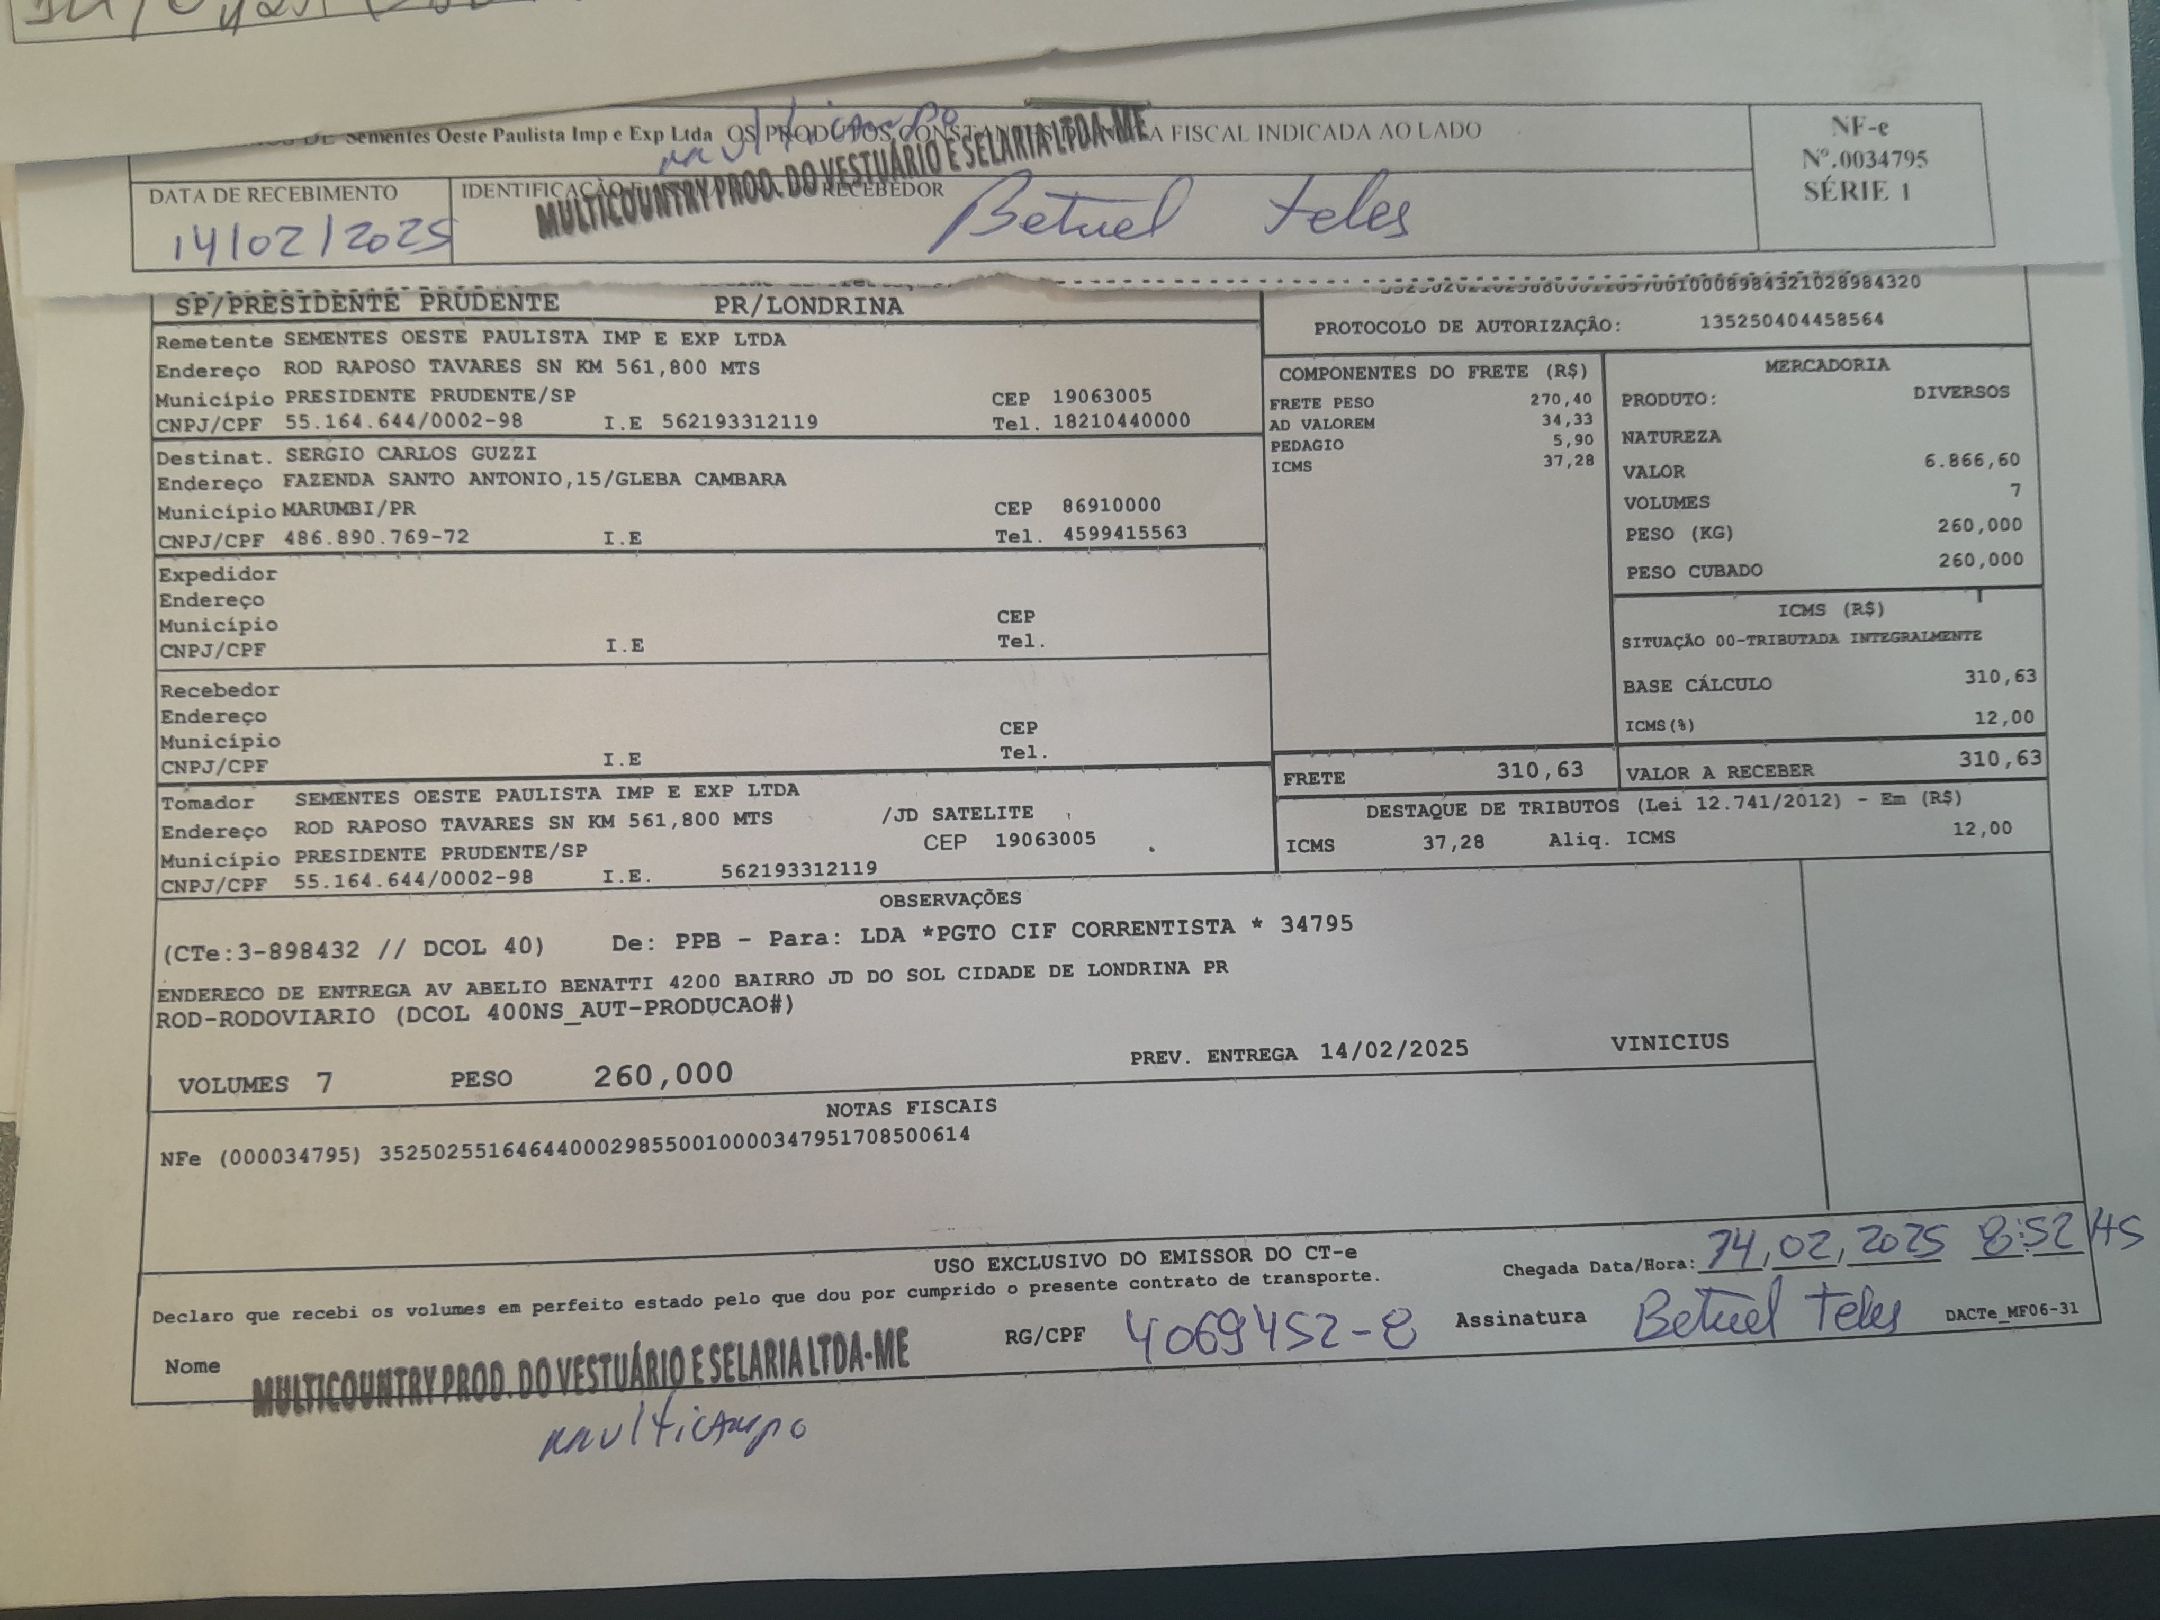 Sementes Oeste Paulista Imp e Exp Ltda OS PRODUTOS CONSTANTES FISCAL INDICADA AO LADO
multicampo
MULTICOUNTRY PROD. DO VESTUÁRIO E SELARIA LTDA-ME
NF-e
Nº.0034795
SÉRIE 1
DATA DE RECEBIMENTO
14/02/2025
IDENTIFICAÇÃO RECEBEDOR
Betuel Teles
SP/PRESIDENTE PRUDENTE PR/LONDRINA
PROTOCOLO DE AUTORIZAÇÃO: 135250404458564
Remetente SEMENTES OESTE PAULISTA IMP E EXP LTDA
Endereço ROD RAPOSO TAVARES SN KM 561,800 MTS
Município PRESIDENTE PRUDENTE/SP CEP 19063005
CNPJ/CPF 55.164.644/0002-98 I.E 562193312119 Tel. 18210440000
Destinat. SERGIO CARLOS GUZZI
Endereço FAZENDA SANTO ANTONIO,15/GLEBA CAMBARA
Município MARUMBI/PR CEP 86910000
CNPJ/CPF 486.890.769-72 I.E Tel. 4599415563
Expedidor
Endereço
Município CEP
CNPJ/CPF I.E Tel.
Recebedor
Endereço
Município CEP
CNPJ/CPF I.E Tel.
Tomador SEMENTES OESTE PAULISTA IMP E EXP LTDA
Endereço ROD RAPOSO TAVARES SN KM 561,800 MTS /JD SATELITE
Município PRESIDENTE PRUDENTE/SP CEP 19063005
CNPJ/CPF 55.164.644/0002-98 I.E. 562193312119
COMPONENTES DO FRETE (R$)
FRETE PESO 270,40
AD VALOREM 34,33
PEDAGIO 5,90
ICMS 37,28
FRETE 310,63
MERCADORIA
PRODUTO: DIVERSOS
NATUREZA
VALOR 6.866,60
VOLUMES 7
PESO (KG) 260,000
PESO CUBADO 260,000
ICMS (R$)
SITUAÇÃO 00-TRIBUTADA INTEGRALMENTE
BASE CÁLCULO 310,63
ICMS(%) 12,00
VALOR A RECEBER 310,63
DESTAQUE DE TRIBUTOS (Lei 12.741/2012) - Em (R$)
ICMS 37,28 Aliq. ICMS 12,00
OBSERVAÇÕES
(CTe:3-898432 // DCOL 40) De: PPB - Para: LDA *PGTO CIF CORRENTISTA * 34795
ENDERECO DE ENTREGA AV ABELIO BENATTI 4200 BAIRRO JD DO SOL CIDADE DE LONDRINA PR
ROD-RODOVIARIO (DCOL 400NS_AUT-PRODUCAO#)
VOLUMES 7 PESO 260,000 PREV. ENTREGA 14/02/2025 VINICIUS
NOTAS FISCAIS
NFe (000034795) 35250255164644000298550010000347951708500614
USO EXCLUSIVO DO EMISSOR DO CT-e
Declaro que recebi os volumes em perfeito estado pelo que dou por cumprido o presente contrato de transporte.
Chegada Data/Hora: 14,02,2025 8:52 HS
Nome MULTICOUNTRY PROD. DO VESTUÁRIO E SELARIA LTDA-ME
RG/CPF 4069452-8 Assinatura Betuel Teles DACTe_MF06-31
multicampo